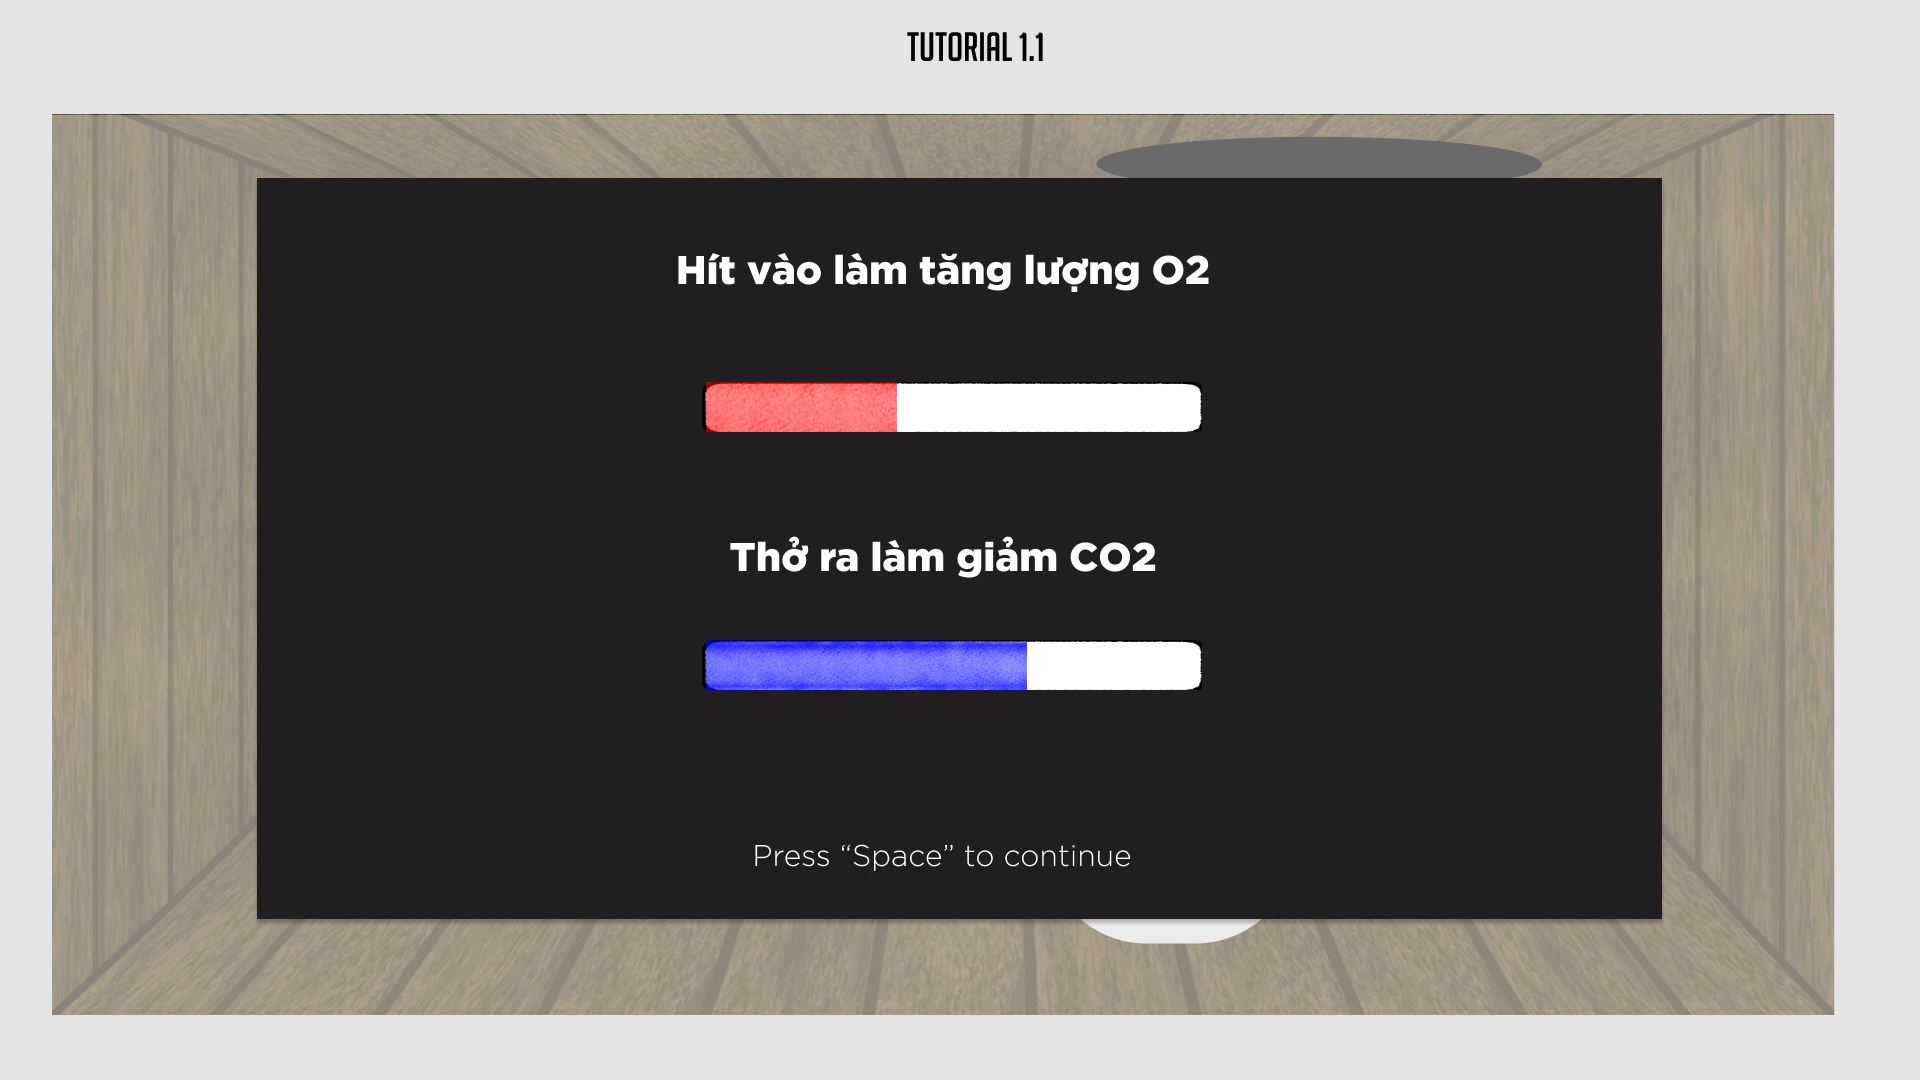 TUTORIAL 1.1
Hít vào làm tăng lượng O2
Thở ra làm giảm CO2
Press “Space” to continue